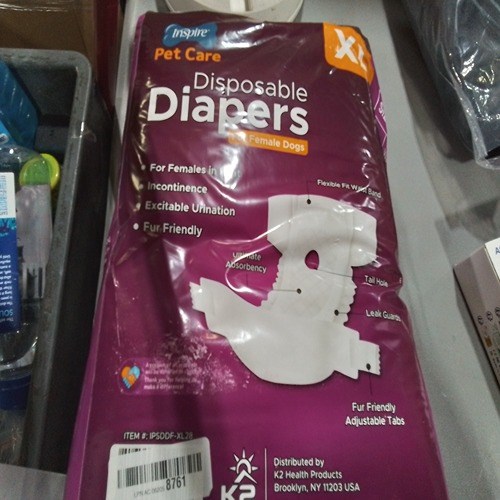 Inspire
Pet Care
XL
Disposable
Diapers
Female Dogs
For Females in
Incontinence
Excitable Urination
Fur Friendly
Flexible Fit Waist Band
Ultimate
Absorbency
Tail Hole
Leak Guards
Fur Friendly
Adjustable Tabs
ITEM #: IPSDDF-XL28
8761
K2
Distributed by
K2 Health Products
Brooklyn, NY 11203 USA